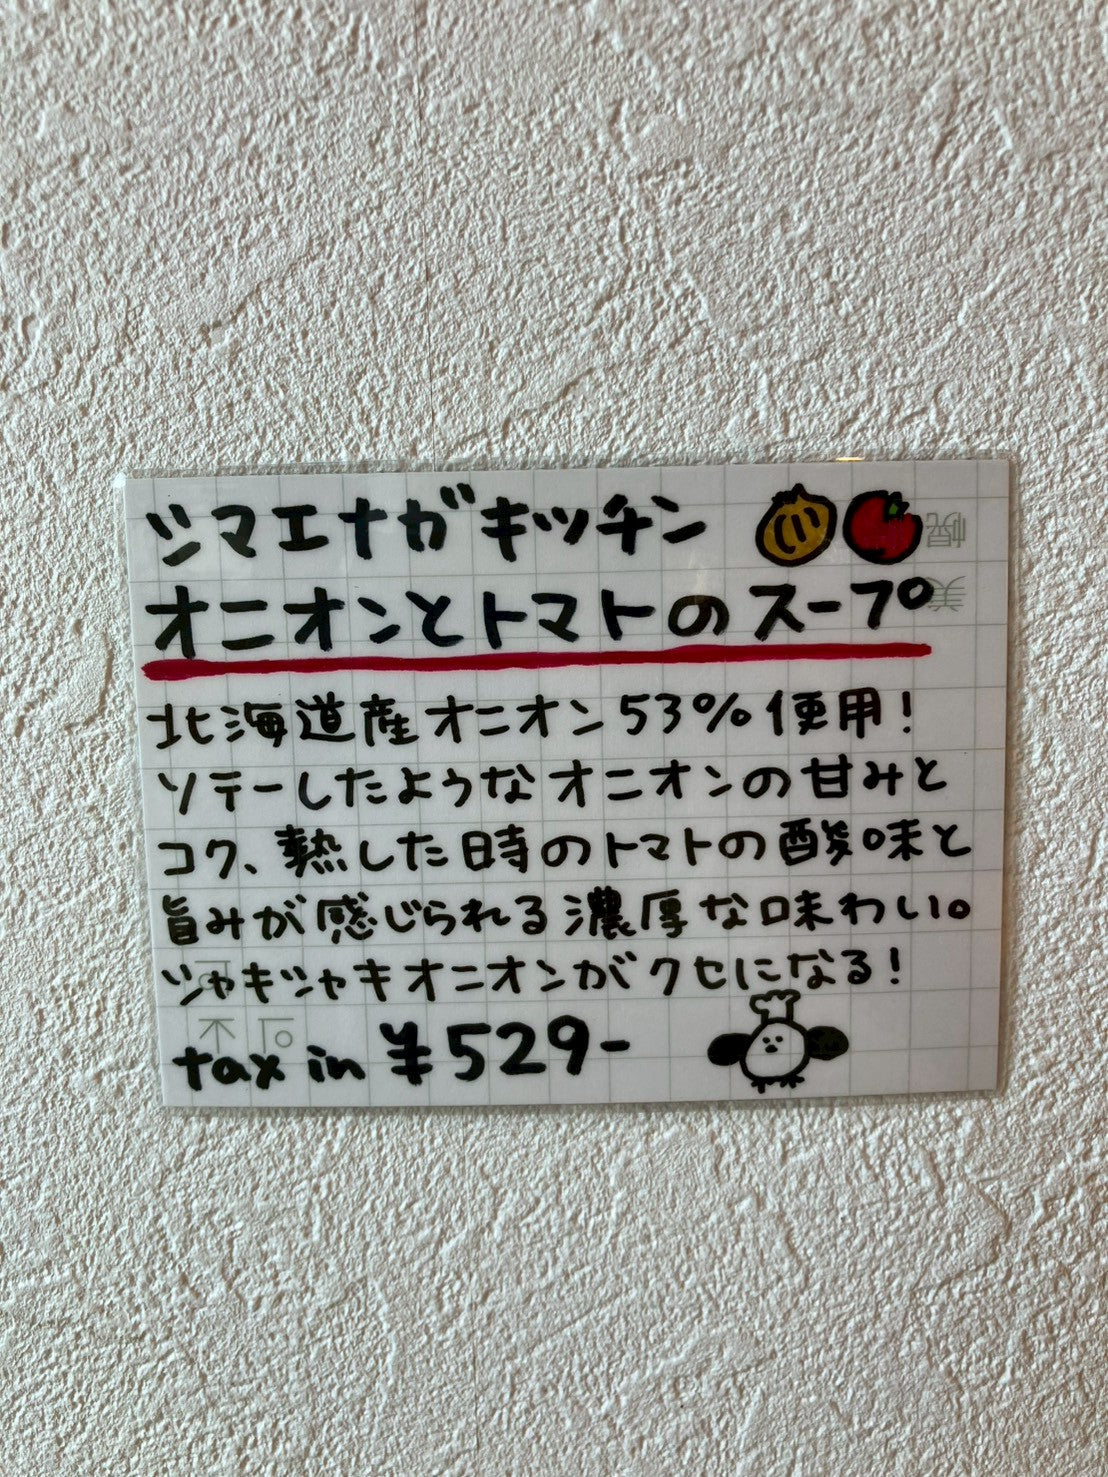 シマエナガキッチン
オニオンとトマトのスープ
北海道産オニオン53%使用!
ソテーしたようなオニオンの甘みと
コク、熱した時のトマトの酸味と
旨みが感じられる濃厚な味わい。
シャキシャキオニオンがクセになる!
tax in ¥529-